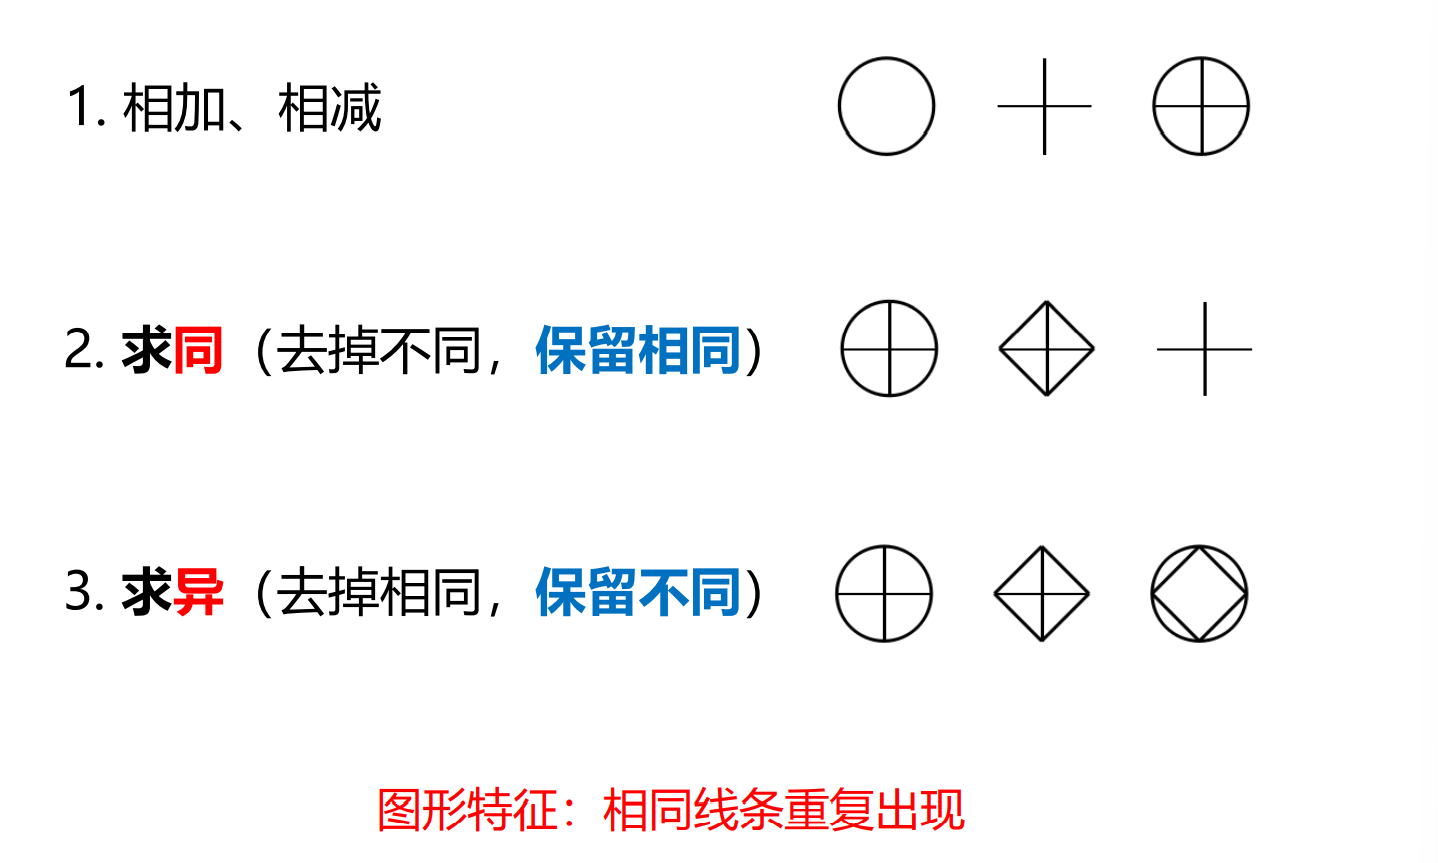 1. 相加、相减
2. 求同（去掉不同，保留相同）
3. 求异（去掉相同，保留不同）
图形特征：相同线条重复出现